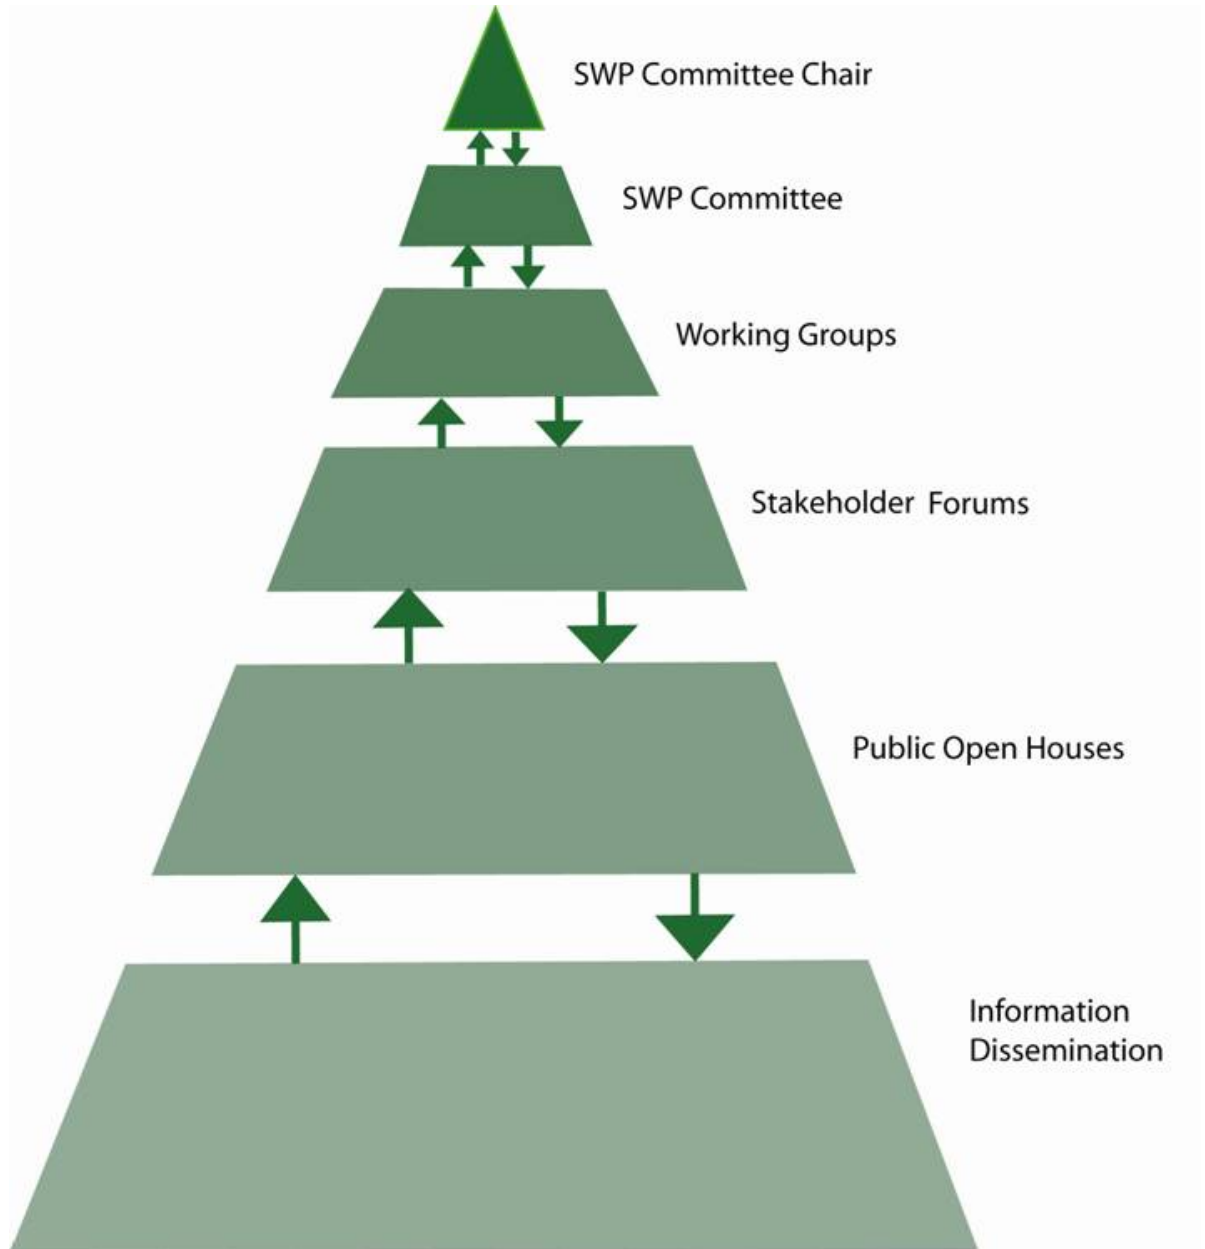 SWP Committee Chair
SWP Committee
Working Groups
Stakeholder Forums
Public Open Houses
Information
Dissemination